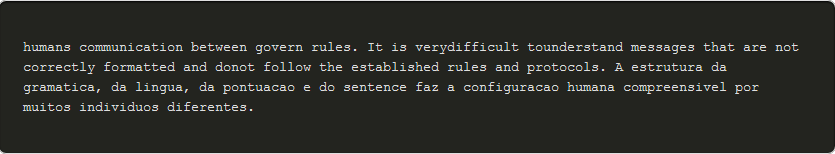 humans communication between govern rules. It is verydifficult tounderstand messages that are not
correctly formatted and donot follow the established rules and protocols. A estrutura da
gramatica, da lingua, da pontuacao e do sentence faz a configuracao humana compreensivel por
muitos individuos diferentes.